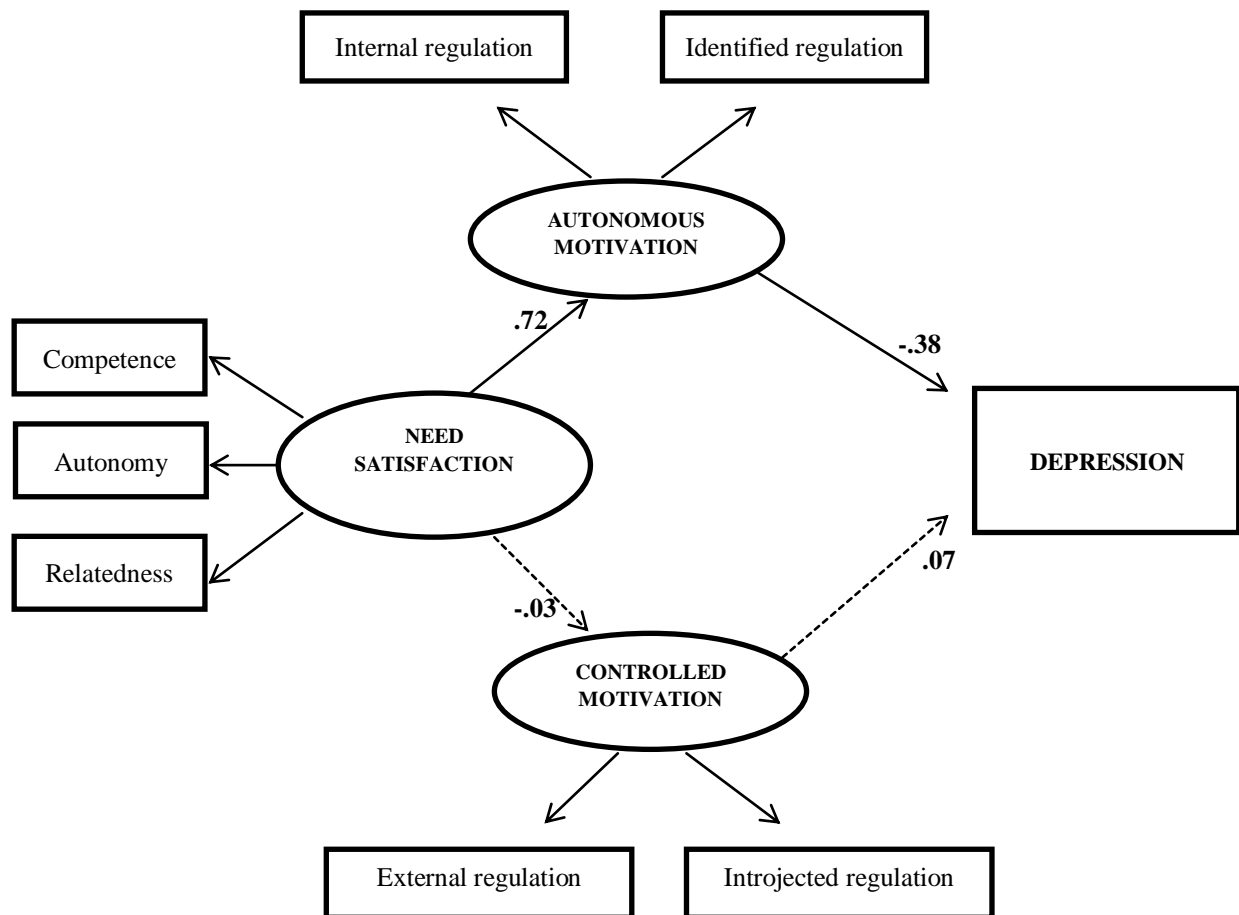 Internal regulation
Identified regulation
AUTONOMOUS
MOTIVATION
.72
-.38
Competence
NEED
SATISFACTION
Autonomy
DEPRESSION
Relatedness
-.03
.07
CONTROLLED
MOTIVATION
External regulation
Introjected regulation